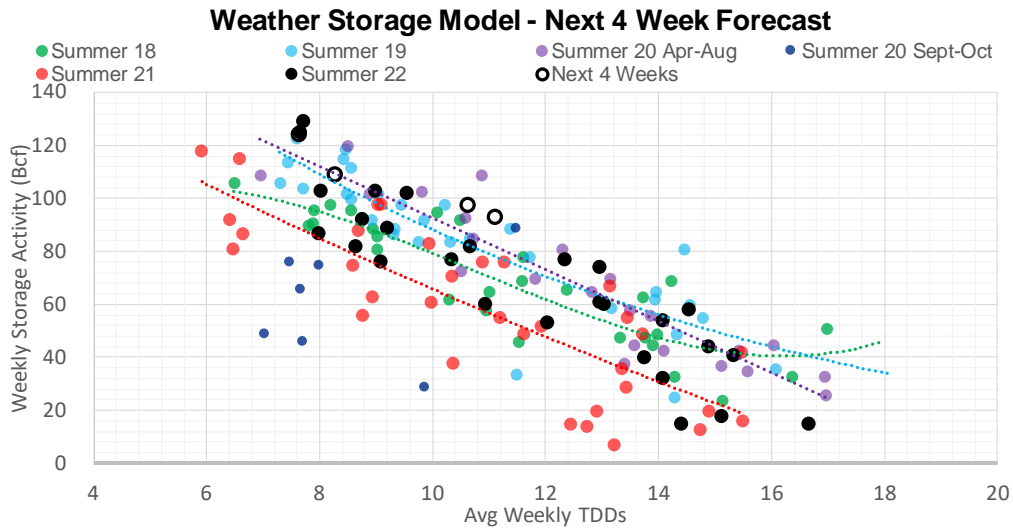 Weather Storage Model - Next 4 Week Forecast
Summer 18 Summer 19 Summer 20 Apr-Aug Summer 20 Sept-Oct
Summer 21 Summer 22 Next 4 Weeks
140
120
100
80
60
40
20
0
Weekly Storage Activity (Bcf)
4 6 8 10 12 14 16 18 20
Avg Weekly TDDs